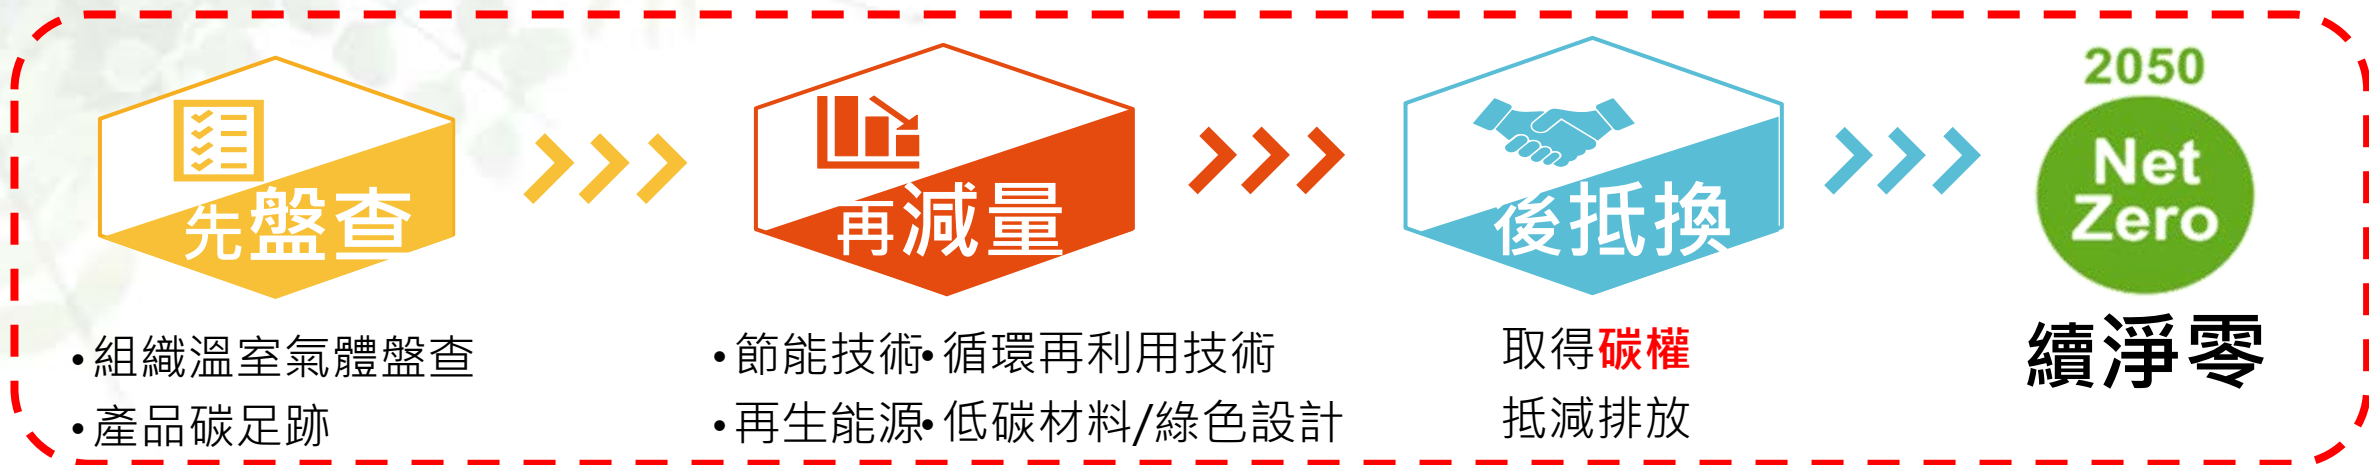 先盤查
•組織溫室氣體盤查
•產品碳足跡
再減量
•節能技術•循環再利用技術
•再生能源•低碳材料/綠色設計
後抵換
取得碳權
抵減排放
2050
Net
Zero
續淨零